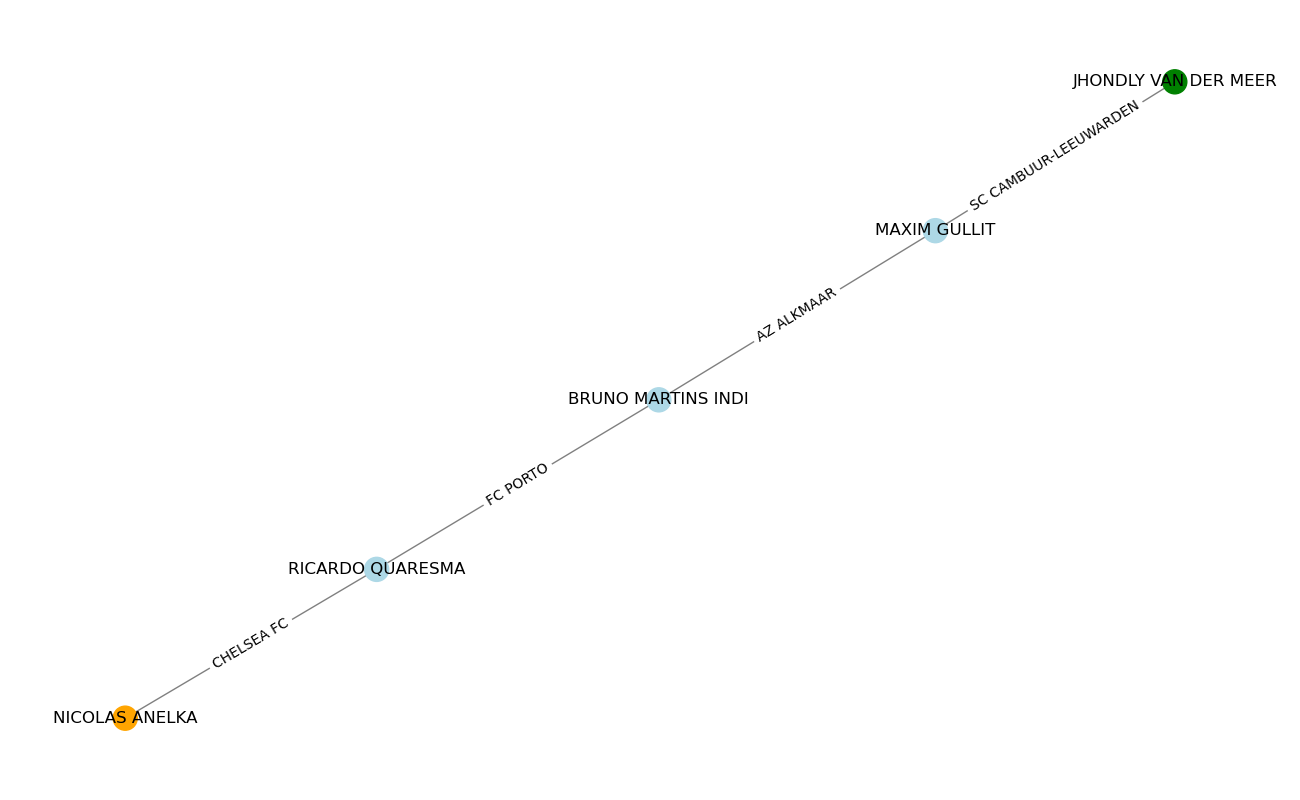 JHONDLY VAN DER MEER
SC CAMBUUR-LEEUWARDEN
MAXIM GULLIT
AZ ALKMAAR
BRUNO MARTINS INDI
FC PORTO
RICARDO QUARESMA
CHELSEA FC
NICOLAS ANELKA